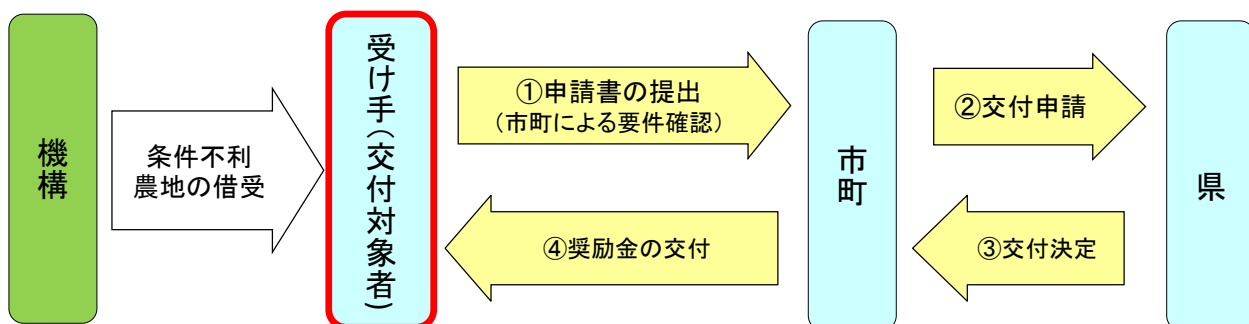 機構
条件不利
農地の借受
受け手(交付対象者)
①申請書の提出
(市町による要件確認)
④奨励金の交付
市町
②交付申請
③交付決定
県